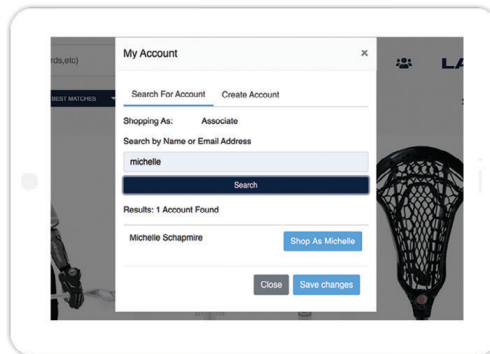 My Account ×
rds,etc)
LA
BEST MATCHES
Search For Account Create Account
Shopping As: Associate
Search by Name or Email Address
michelle
Search
Results: 1 Account Found
Michelle Schapmire Shop As Michelle
Close Save changes